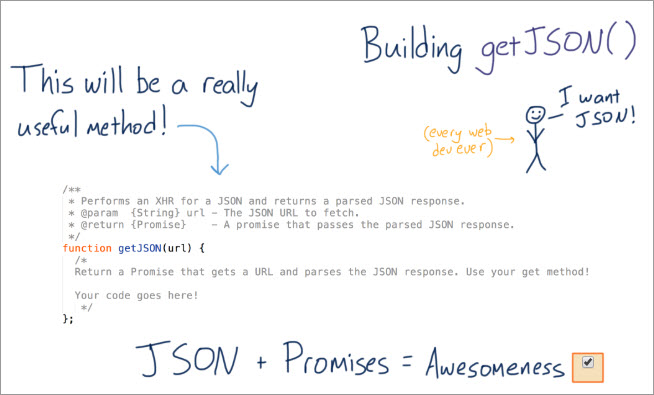 Building getJSON()
This will be a really
useful method!
I want
JSON!
(every web
dev ever)
/**
* Performs an XHR for a JSON and returns a parsed JSON response.
* @param {String} url - The JSON URL to fetch.
* @return {Promise} - A promise that passes the parsed JSON response.
*/
function getJSON(url) {
/*
Return a Promise that gets a URL and parses the JSON response. Use your get method!
Your code goes here!
*/
};
JSON + Promises = Awesomeness